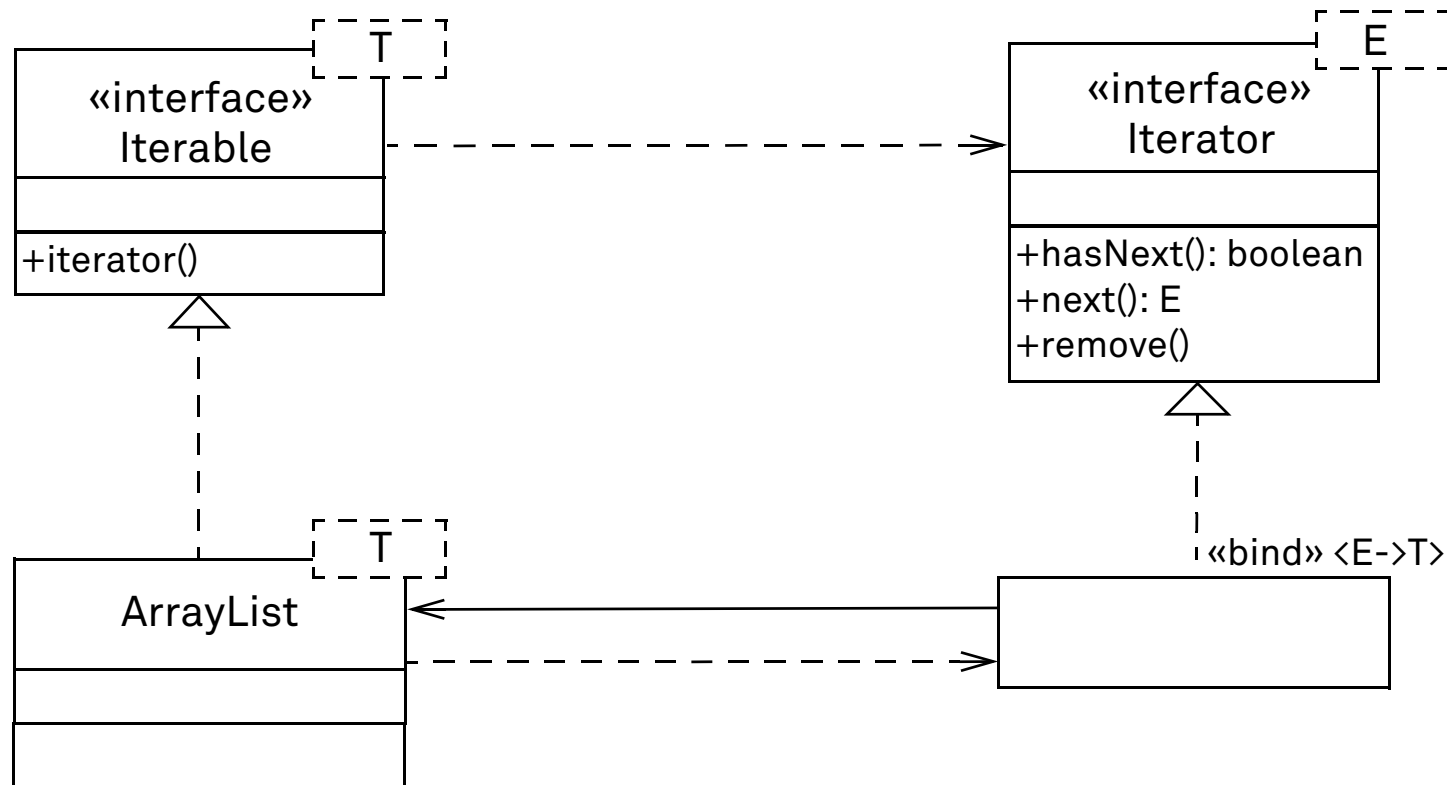 T
«interface»
Iterable
+iterator()
E
«interface»
Iterator
+hasNext(): boolean
+next(): E
+remove()
T
ArrayList
«bind» <E->T>